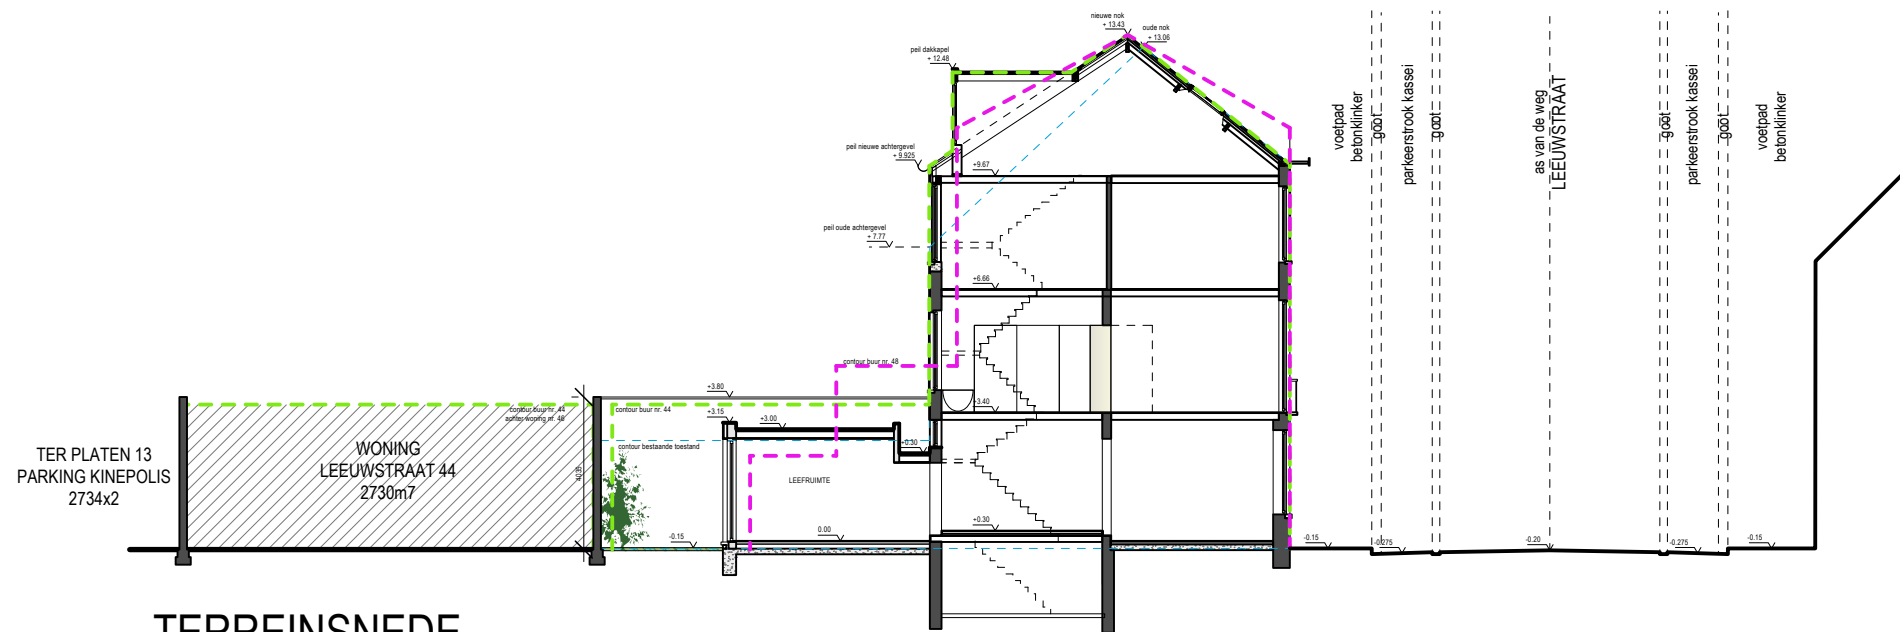 nieuwe nok
+ 13.43
oude nok
+ 13.06
peil dakkapel
+ 12.48
peil nieuwe achtergevel
+ 9.925
+9.67
peil oude achtergevel
+ 7.77
+6.66
contour buur nr. 48
+3.80
+3.40
contour buur nr. 44
achter woning nr. 46
contour buur nr. 44
+3.15
+3.00
+0.30
contour bestaande toestand
LEEFRUIMTE
WONING
LEEUWSTRAAT 44
2730m7
TER PLATEN 13
PARKING KINEPOLIS
2734x2
-0.15
0.00
+0.30
-0.15
-0.275
-0.20
-0.275
-0.15
voetpad
betonklinker
goot
parkeerstrook kassei
goot
as van de weg
LEEUWSTRAAT
goot
parkeerstrook kassei
goot
voetpad
betonklinker
TERREINSNEDE